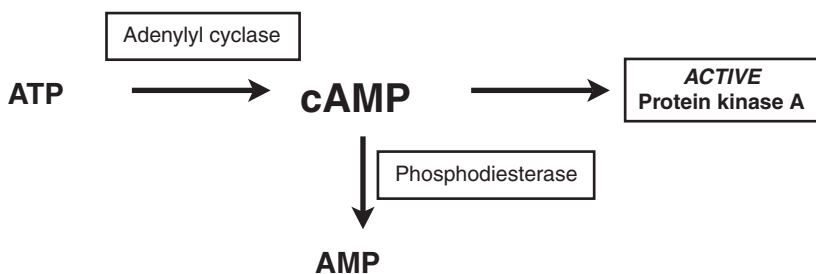 Adenylyl cyclase
ATP
cAMP
ACTIVE
Protein kinase A
Phosphodiesterase
AMP